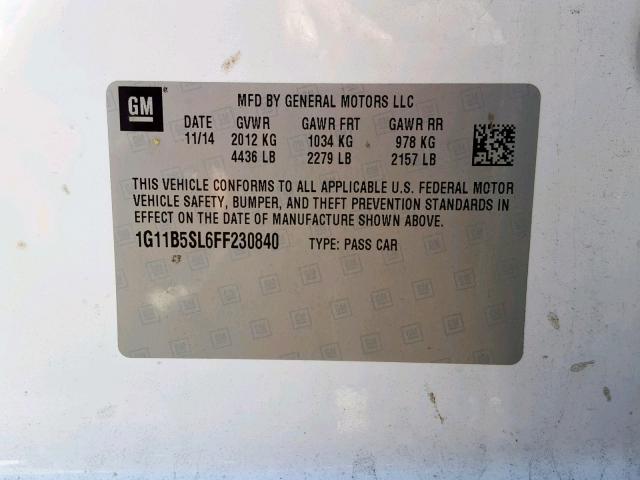 GM
MFD BY GENERAL MOTORS LLC
DATE GVWR GAWR FRT GAWR RR
11/14 2012 KG 1034 KG 978 KG
4436 LB 2279 LB 2157 LB
THIS VEHICLE CONFORMS TO ALL APPLICABLE U.S. FEDERAL MOTOR
VEHICLE SAFETY, BUMPER, AND THEFT PREVENTION STANDARDS IN
EFFECT ON THE DATE OF MANUFACTURE SHOWN ABOVE.
1G11B5SL6FF230840 TYPE: PASS CAR